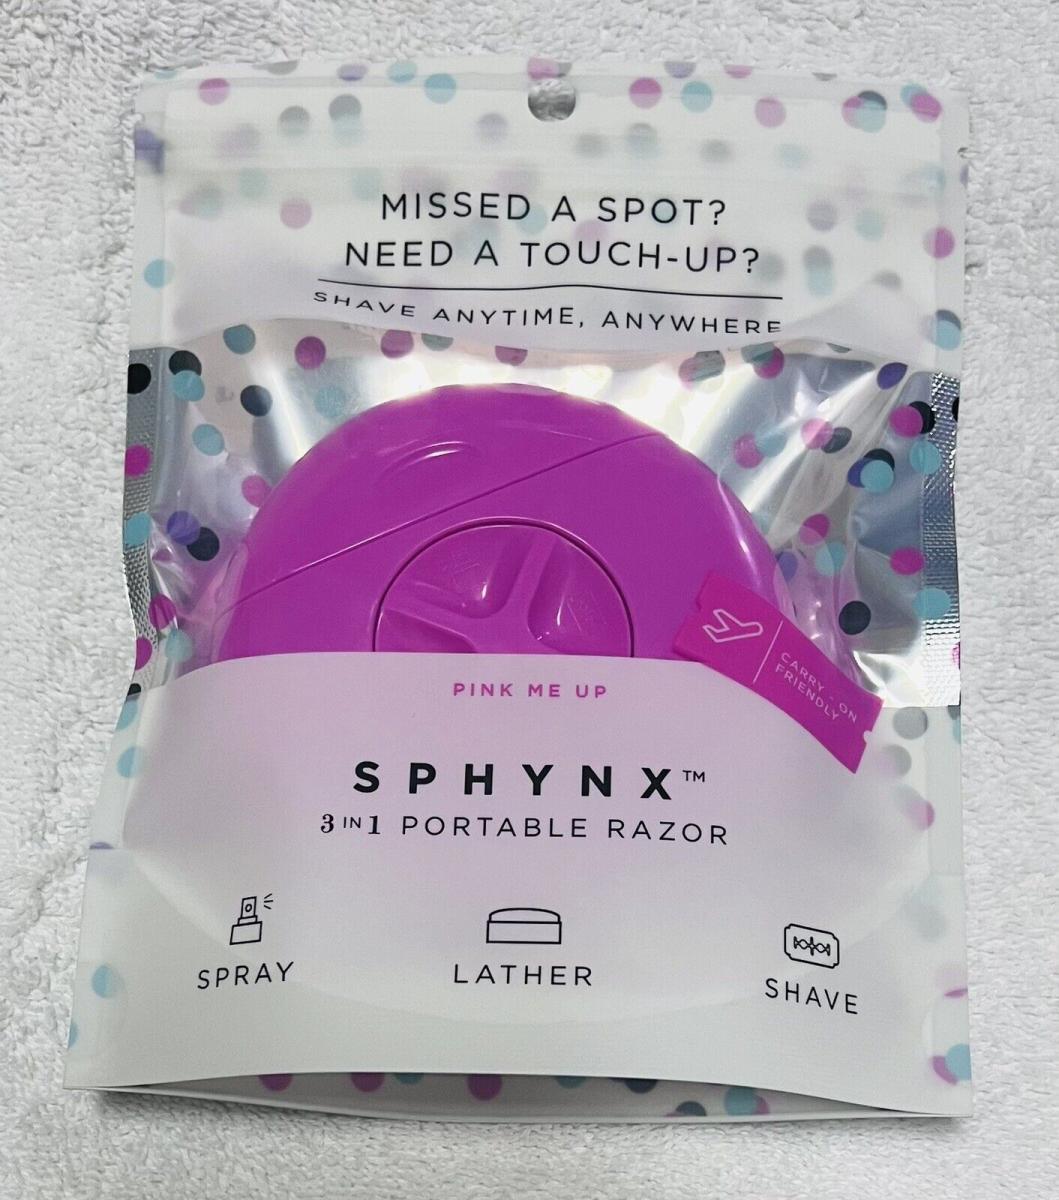 MISSED A SPOT?
NEED A TOUCH-UP?
SHAVE ANYTIME, ANYWHERE
CARRY - ON
FRIENDLY
PINK ME UP
SPHYNX™
3 IN 1 PORTABLE RAZOR
SPRAY
LATHER
SHAVE